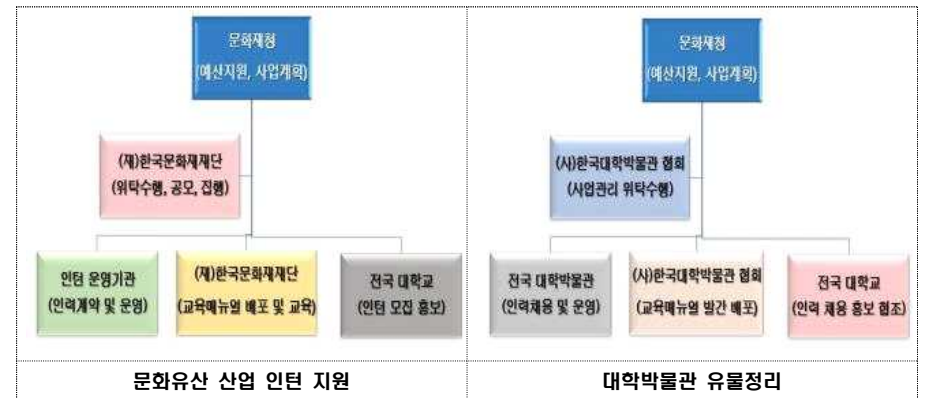 문화재청
(예산지원, 사업계획)
(재)한국문화재재단
(위탁수행, 공모, 집행)
인턴 운영기관
(인력계약 및 운영)
(재)한국문화재재단
(교육매뉴얼 배포 및 교육)
전국 대학교
(인턴 모집 홍보)
문화유산 산업 인턴 지원
문화재청
(예산지원, 사업계획)
(사)한국대학박물관 협회
(사업관리 위탁수행)
전국 대학박물관
(인력채용 및 운영)
(사)한국대학박물관 협회
(교육매뉴얼 발간 배포)
전국 대학교
(인력 채용 홍보 협조)
대학박물관 유물정리